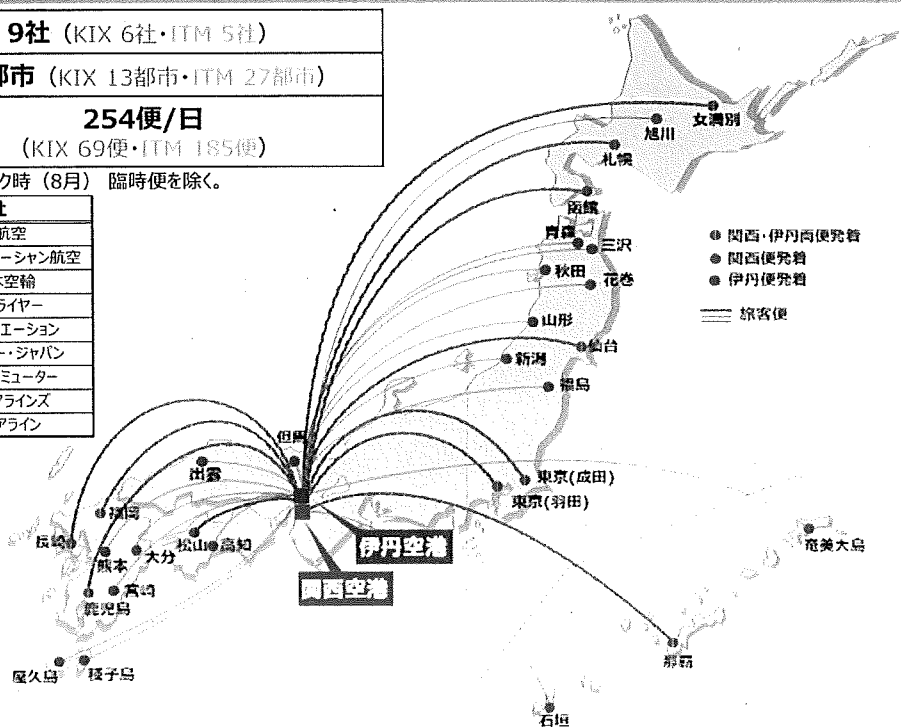 9社 (KIX 6社・ITM 5社)
都市 (KIX 13都市・ITM 27都市)
254便/日
(KIX 69便・ITM 185便)
ク時 (8月) 臨時便を除く。
社
航空
ーシャン航空
本空輸
ライヤー
エーション
ー・ジャパン
ミューター
アラインズ
アライン
女満別
旭川
札幌
函館
青森
三沢
秋田
花巻
山形
仙台
新潟
福島
関西・伊丹両便発着
関西便発着
伊丹便発着
旅客便
但馬
出雲
東京(成田)
東京(羽田)
福岡
長崎
熊本
大分
松山
高知
伊丹空港
関西空港
奄美大島
宮崎
鹿児島
屋久島
種子島
那覇
石垣